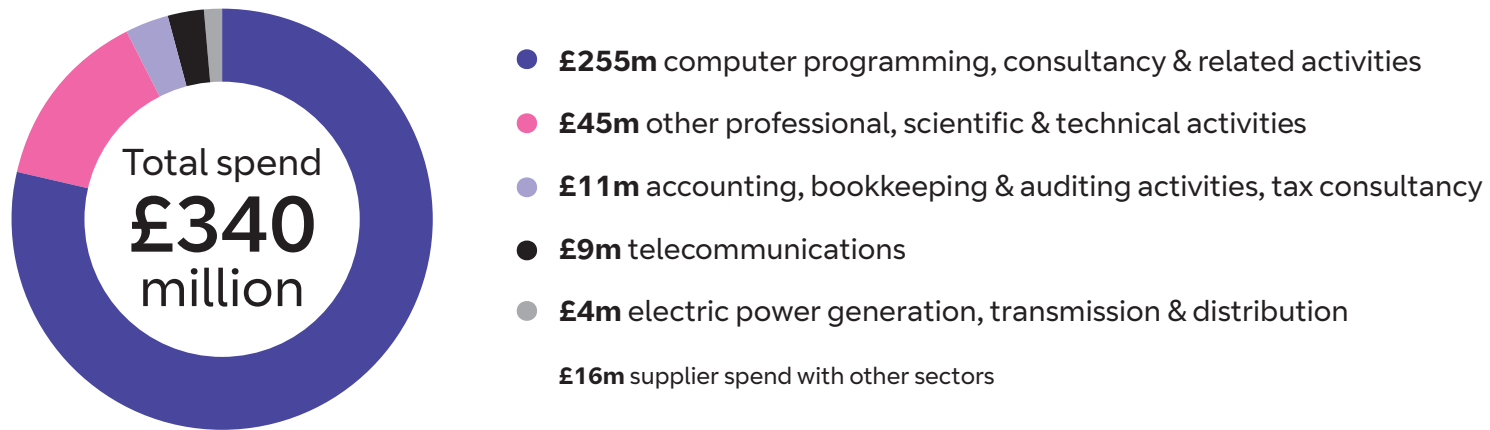 Total spend
£340
million
£255m computer programming, consultancy & related activities
£45m other professional, scientific & technical activities
£11m accounting, bookkeeping & auditing activities, tax consultancy
£9m telecommunications
£4m electric power generation, transmission & distribution
£16m supplier spend with other sectors